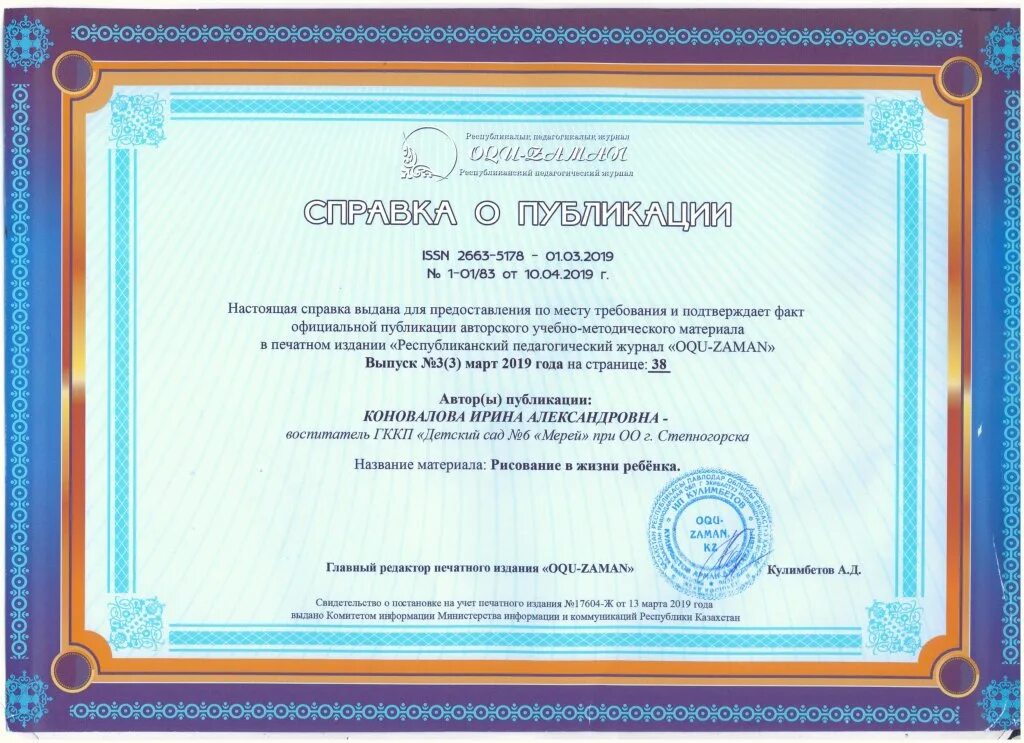 Республикалық педагогикалық журнал
OQU-ZAMAN
Республиканский педагогический журнал
СПРАВКА О ПУБЛИКАЦИИ
ISSN 2663-5178 - 01.03.2019
№ 1-01/83 от 10.04.2019 г.
Настоящая справка выдана для предоставления по месту требования и подтверждает факт
официальной публикации авторского учебно-методического материала
в печатном издании «Республиканский педагогический журнал «OQU-ZAMAN»
Выпуск №3(3) март 2019 года на странице: 38
Автор(ы) публикации:
КОНОВАЛОВА ИРИНА АЛЕКСАНДРОВНА -
воспитатель ГККП «Детский сад №6 «Мерей» при ОО г. Степногорска
Название материала: Рисование в жизни ребёнка.
ИП КУЛИМБЕТОВ
OQU-
ZAMAN.
KZ
Главный редактор печатного издания «OQU-ZAMAN»
Кулимбетов А.Д.
Свидетельство о постановке на учет печатного издания №17604-Ж от 13 марта 2019 года
выдано Комитетом информации Министерства информации и коммуникаций Республики Казахстан